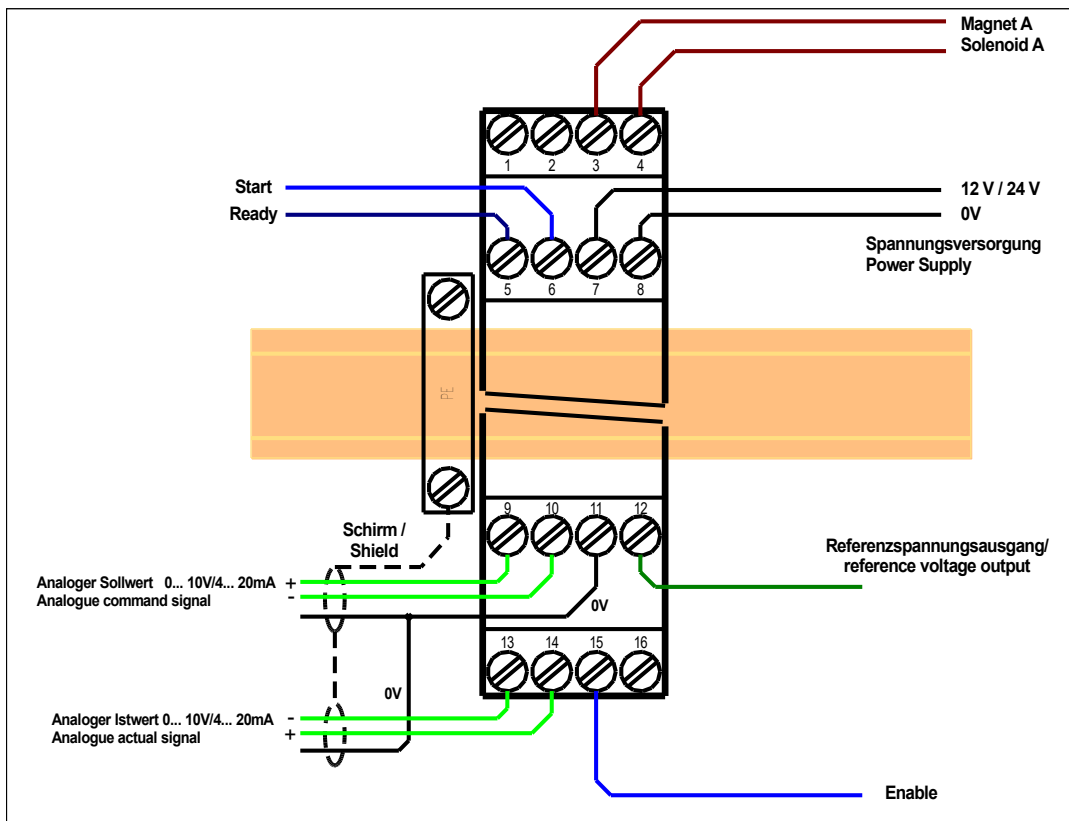 Magnet A
Solenoid A
1 2 3 4
Start
12 V / 24 V
Ready
0V
Spannungsversorgung
Power Supply
5 6 7 8
PE
9 10 11 12
Schirm /
Shield
Referenzspannungsausgang/
reference voltage output
Analoger Sollwert 0... 10V/4... 20mA +
Analogue command signal -
0V
13 14 15 16
0V
Analoger Istwert 0... 10V/4... 20mA -
Analogue actual signal +
Enable